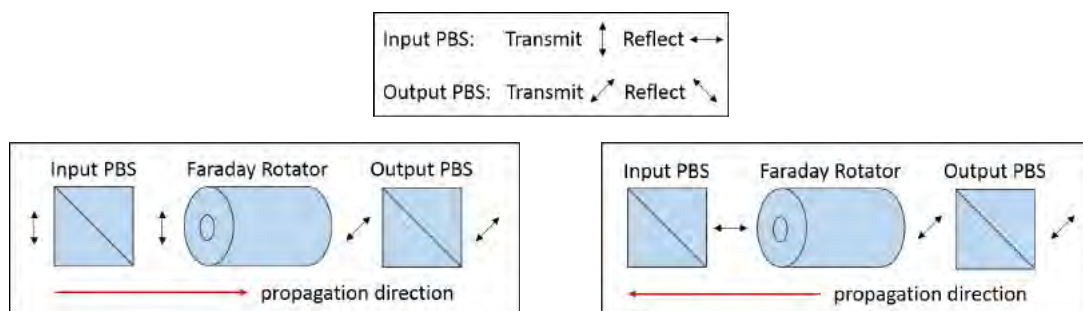 Input PBS: Transmit Reflect
Output PBS: Transmit Reflect
Input PBS Faraday Rotator Output PBS
propagation direction
Input PBS Faraday Rotator Output PBS
propagation direction